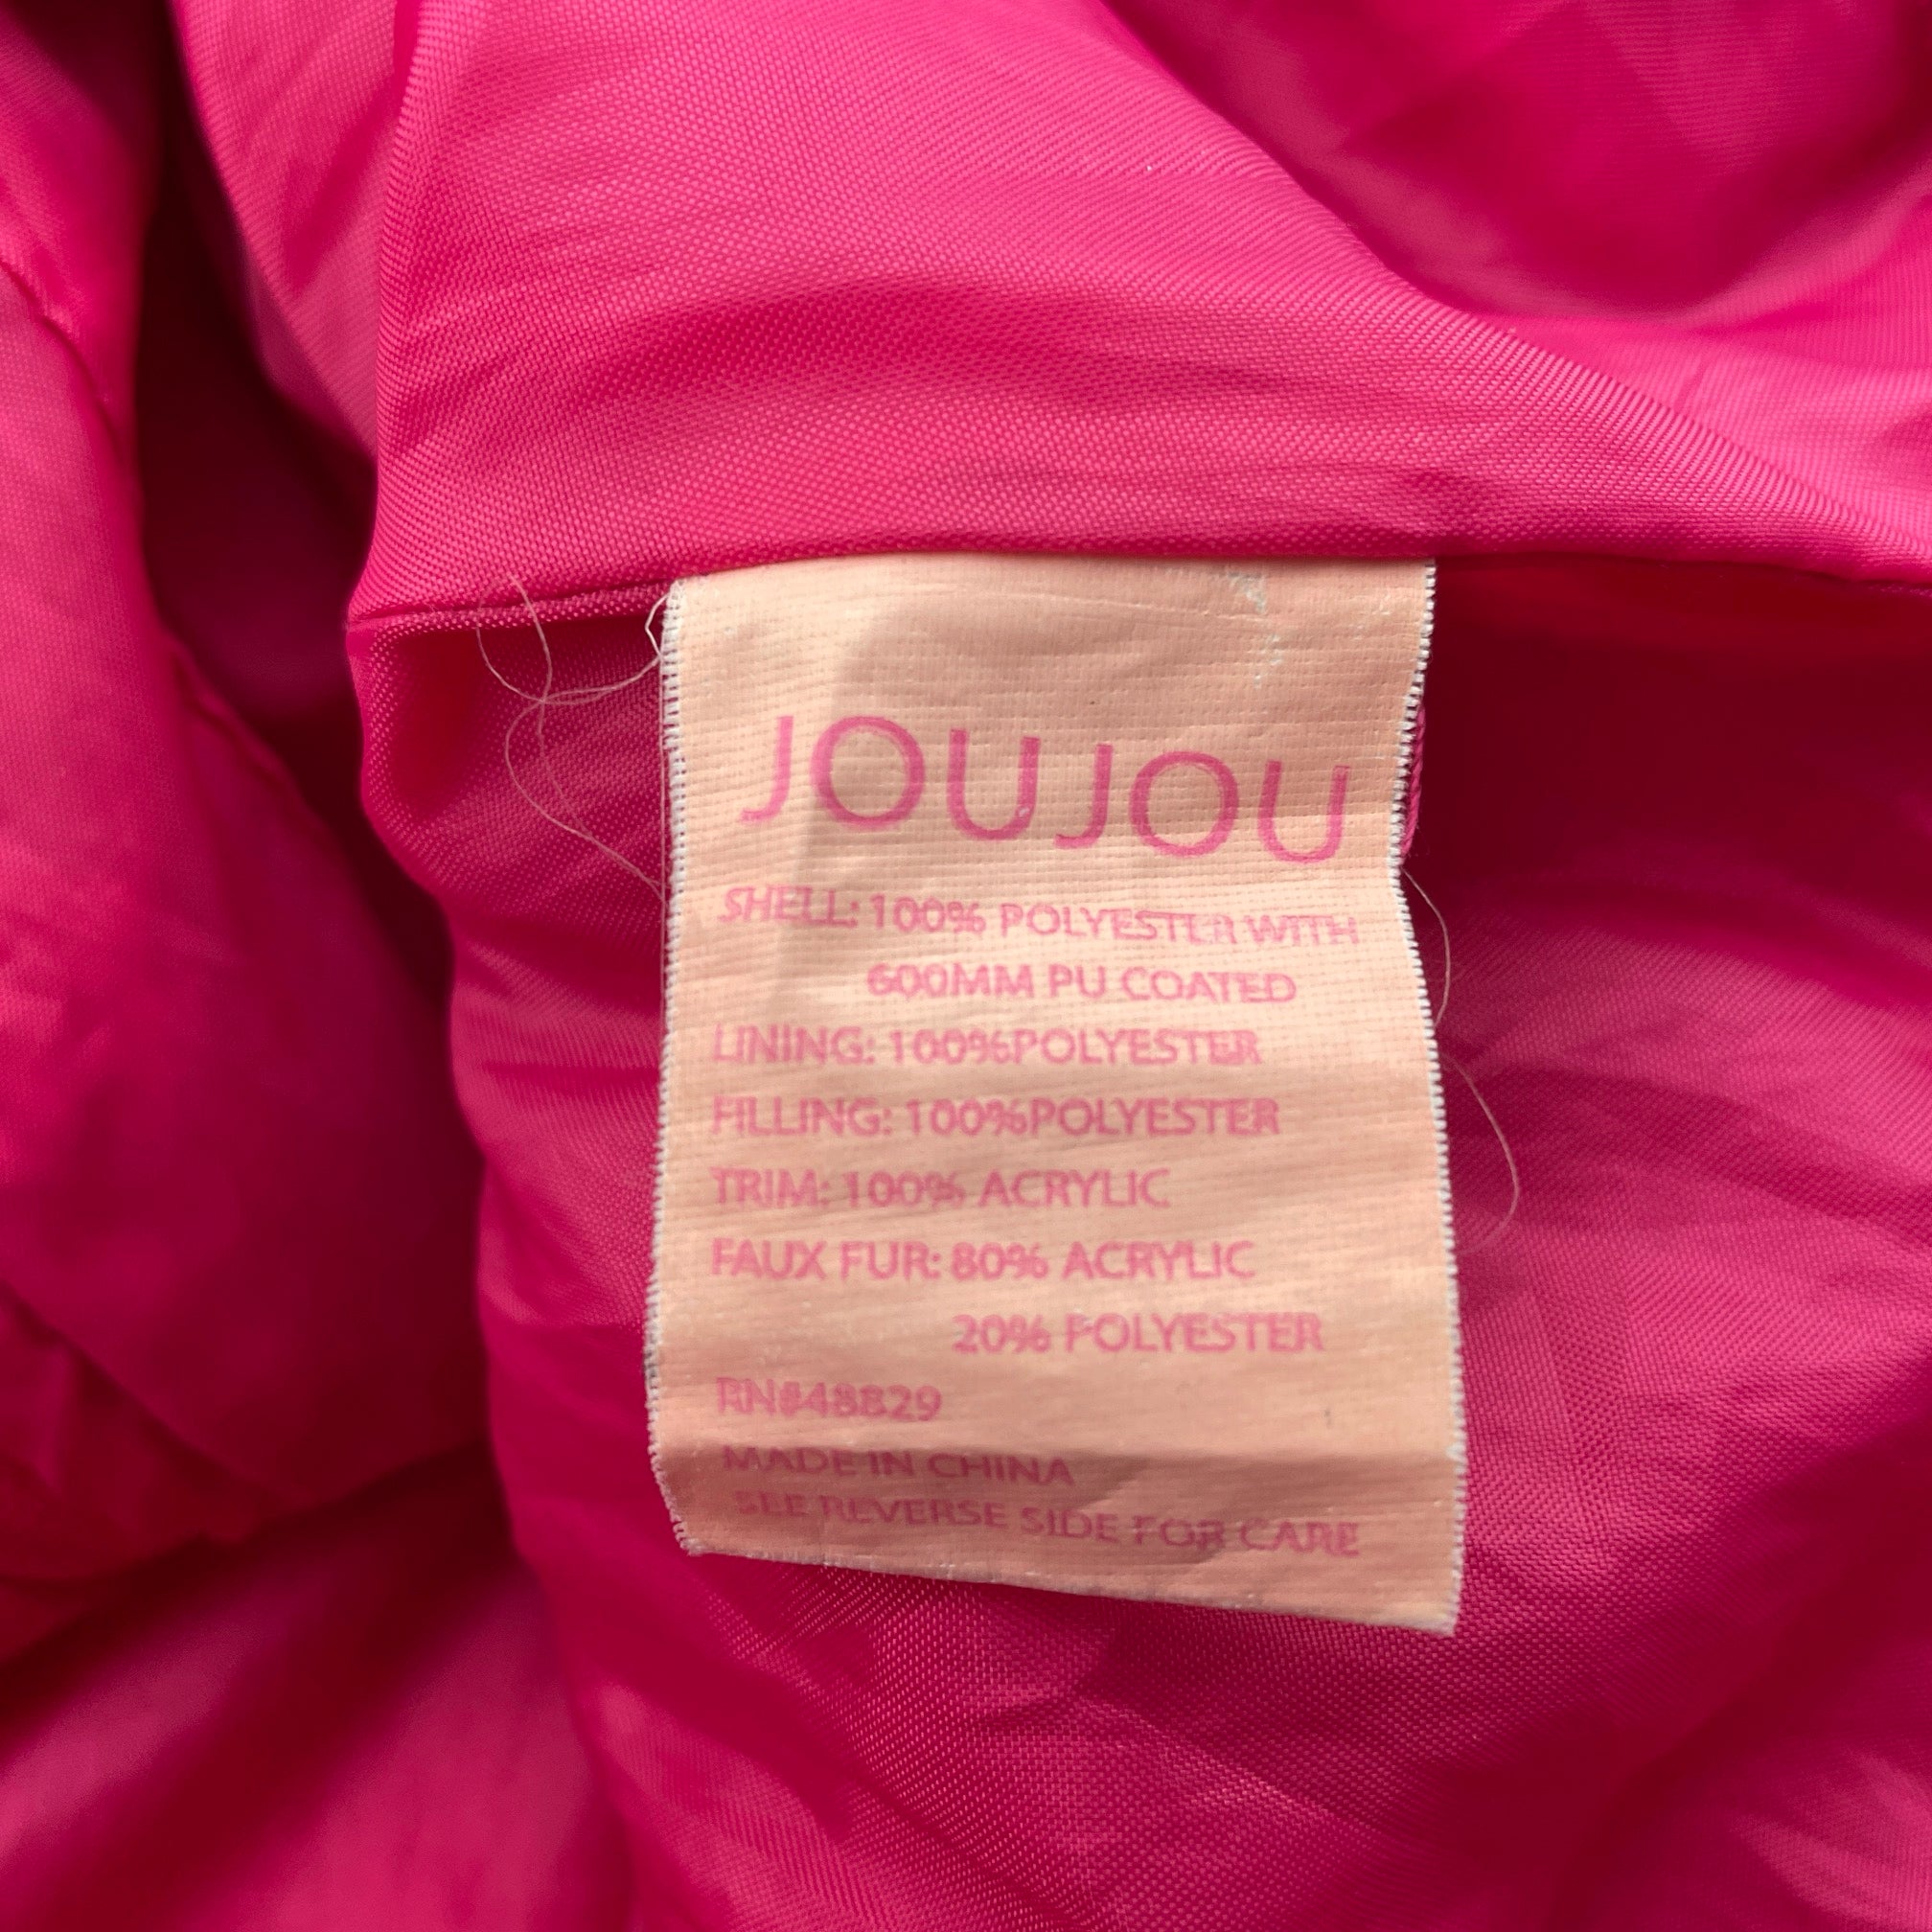 JOUJOU
SHELL: 100% POLYESTER WITH
600MM PU COATED
LINING: 100%POLYESTER
FILLING: 100%POLYESTER
TRIM: 100% ACRYLIC
FAUX FUR: 80% ACRYLIC
20% POLYESTER
RN#48829
MADE IN CHINA
SEE REVERSE SIDE FOR CARE